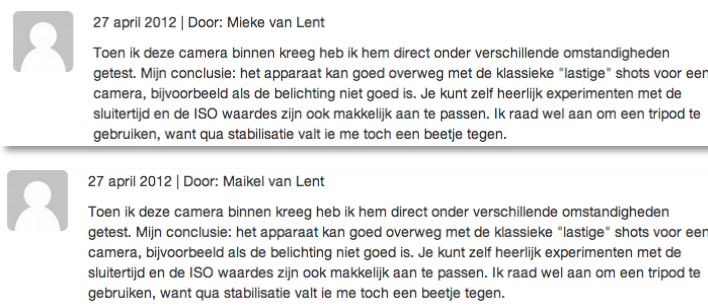 27 april 2012 | Door: Mieke van Lent
Toen ik deze camera binnen kreeg heb ik hem direct onder verschillende omstandigheden
getest. Mijn conclusie: het apparaat kan goed overweg met de klassieke "lastige" shots voor een
camera, bijvoorbeeld als de belichting niet goed is. Je kunt zelf heerlijk experimenten met de
sluitertijd en de ISO waardes zijn ook makkelijk aan te passen. Ik raad wel aan om een tripod te
gebruiken, want qua stabilisatie valt ie me toch een beetje tegen.
27 april 2012 | Door: Maikel van Lent
Toen ik deze camera binnen kreeg heb ik hem direct onder verschillende omstandigheden
getest. Mijn conclusie: het apparaat kan goed overweg met de klassieke "lastige" shots voor een
camera, bijvoorbeeld als de belichting niet goed is. Je kunt zelf heerlijk experimenten met de
sluitertijd en de ISO waardes zijn ook makkelijk aan te passen. Ik raad wel aan om een tripod te
gebruiken, want qua stabilisatie valt ie me toch een beetje tegen.